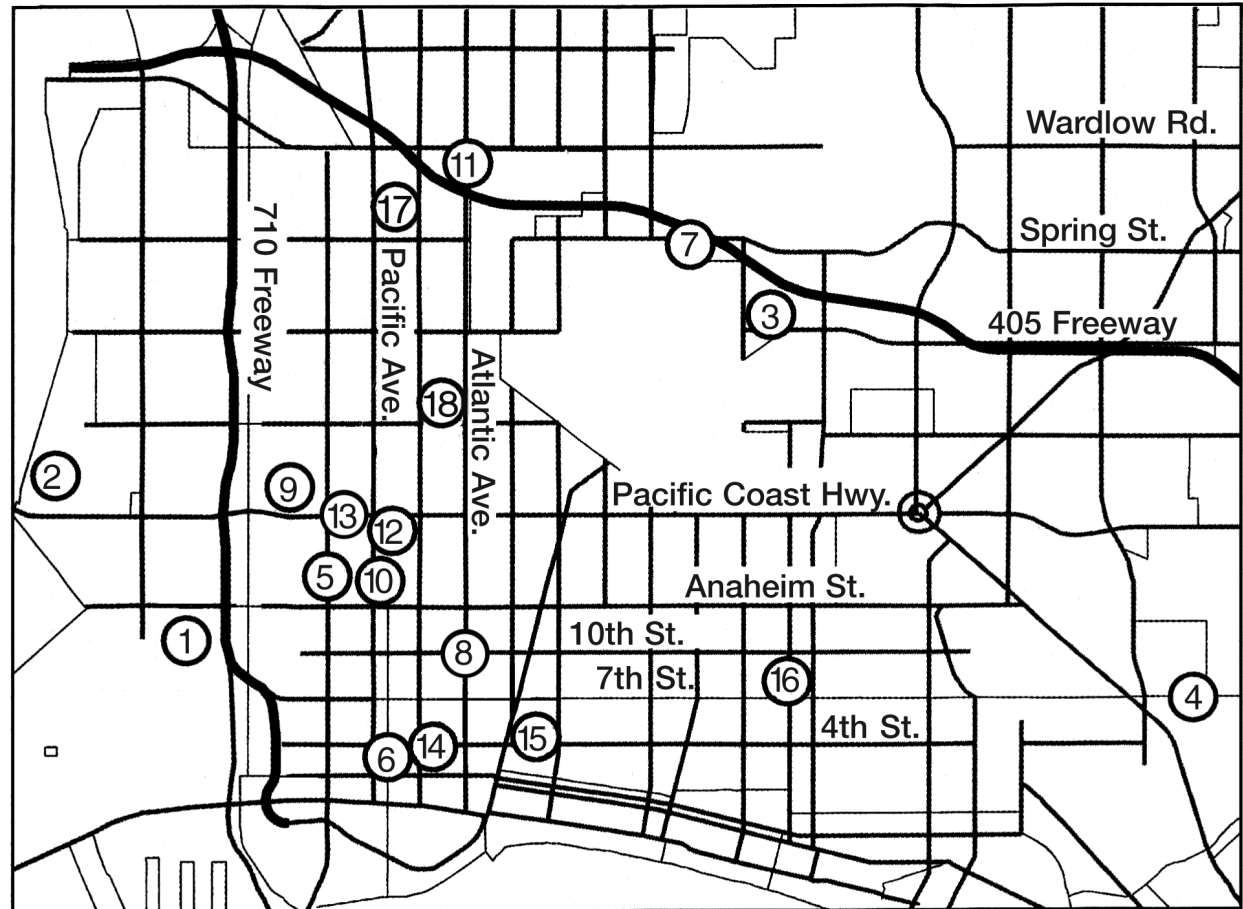 Wardlow Rd.
11
17
710 Freeway
Pacific Ave.
7
Spring St.
3
405 Freeway
Atlantic Ave.
18
2
9
Pacific Coast Hwy.
13
12
5
10
Anaheim St.
1
10th St.
8
7th St.
16
4
4th St.
6
14
15